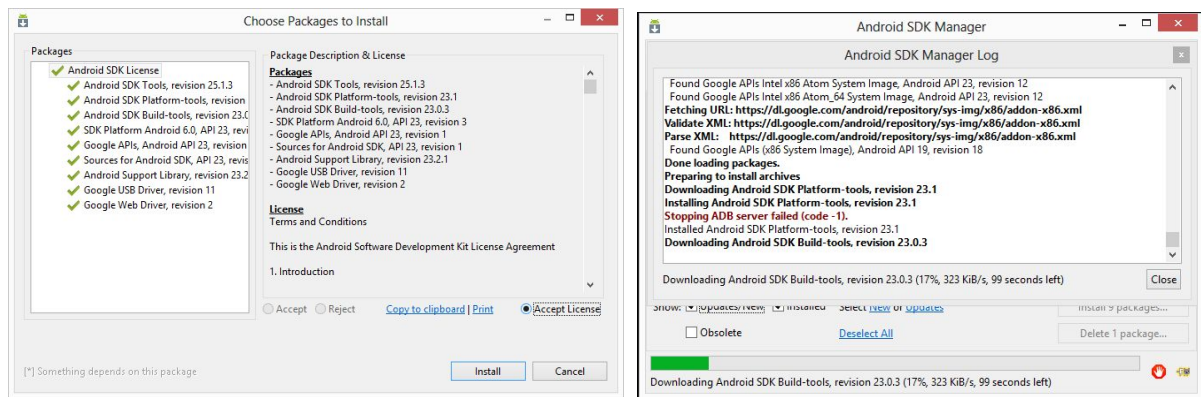 Choose Packages to Install
Packages
Android SDK License
Android SDK Tools, revision 25.1.3
Android SDK Platform-tools, revision
Android SDK Build-tools, revision 23.0
SDK Platform Android 6.0, API 23, revi
Google APIs, Android API 23, revision
Sources for Android SDK, API 23, revis
Android Support Library, revision 23.2
Google USB Driver, revision 11
Google Web Driver, revision 2
[*] Something depends on this package
Package Description & License
Packages
- Android SDK Tools, revision 25.1.3
- Android SDK Platform-tools, revision 23.1
- Android SDK Build-tools, revision 23.0.3
- SDK Platform Android 6.0, API 23, revision 3
- Google APIs, Android API 23, revision 1
- Sources for Android SDK, API 23, revision 1
- Android Support Library, revision 23.2.1
- Google USB Driver, revision 11
- Google Web Driver, revision 2
License
Terms and Conditions
This is the Android Software Development Kit License Agreement
1. Introduction
Accept Reject Copy to clipboard | Print Accept License
Install Cancel
Android SDK Manager
Android SDK Manager Log
Found Google APIs Intel x86 Atom System Image, Android API 23, revision 12
Found Google APIs Intel x86 Atom_64 System Image, Android API 23, revision 12
Fetching URL: https://dl.google.com/android/repository/sys-img/x86/addon-x86.xml
Validate XML: https://dl.google.com/android/repository/sys-img/x86/addon-x86.xml
Parse XML: https://dl.google.com/android/repository/sys-img/x86/addon-x86.xml
Found Google APIs (x86 System Image), Android API 19, revision 18
Done loading packages.
Preparing to install archives
Downloading Android SDK Platform-tools, revision 23.1
Installing Android SDK Platform-tools, revision 23.1
Stopping ADB server failed (code -1).
Installed Android SDK Platform-tools, revision 23.1
Downloading Android SDK Build-tools, revision 23.0.3
Downloading Android SDK Build-tools, revision 23.0.3 (17%, 323 KiB/s, 99 seconds left) Close
Show: Updates/New Installed Select New or Updates Install 9 packages...
Obsolete Deselect All Delete 1 package...
Downloading Android SDK Build-tools, revision 23.0.3 (17%, 323 KiB/s, 99 seconds left)